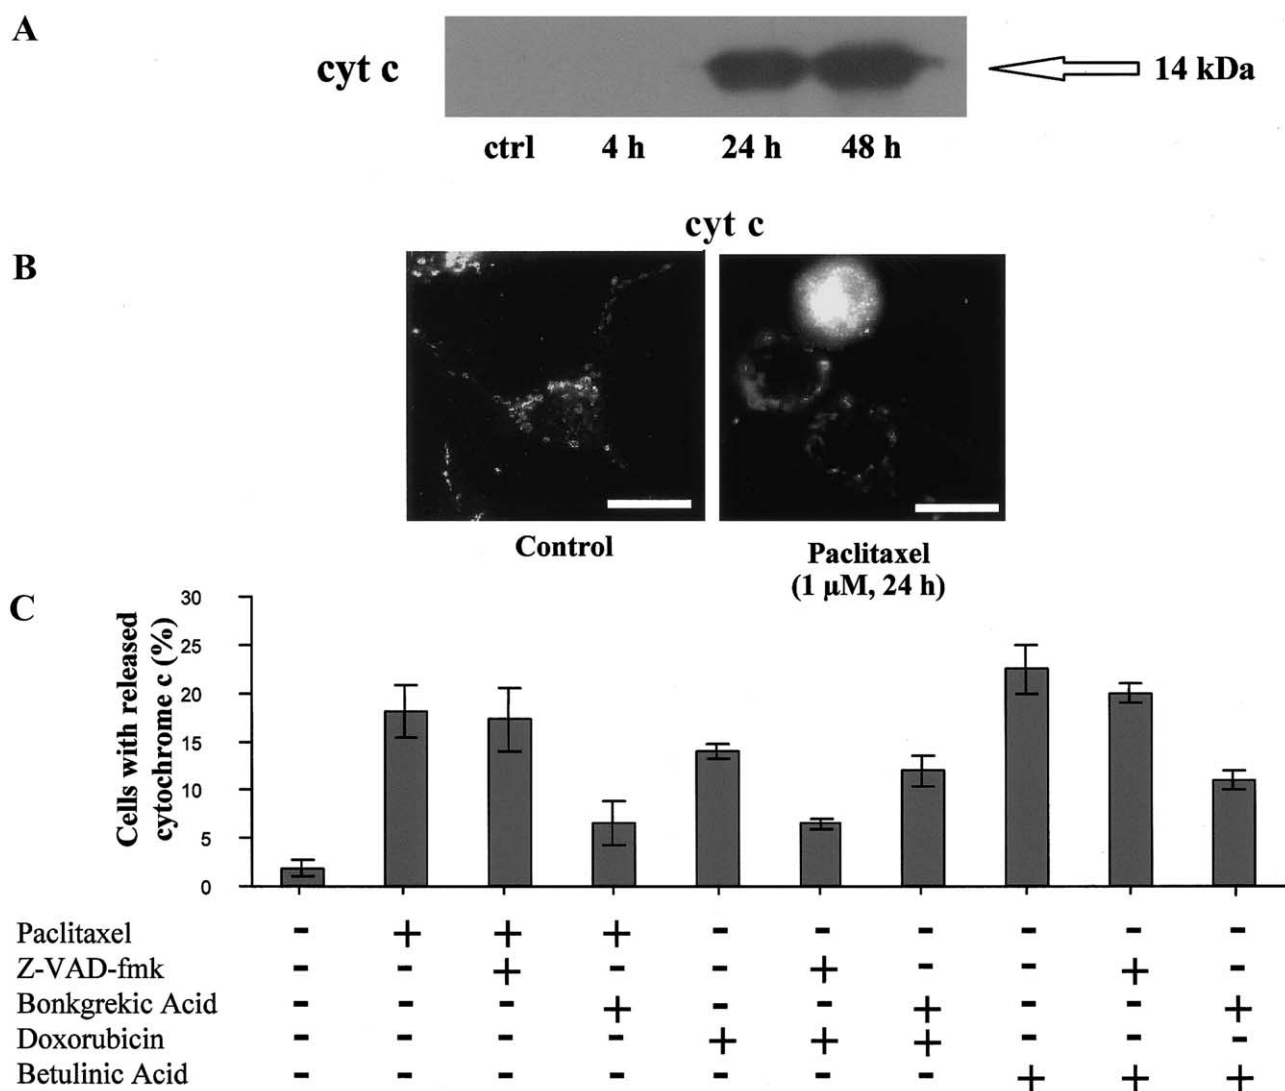 A
cyt c
14 kDa
ctrl 4 h 24 h 48 h
cyt c
B
Control
Paclitaxel
(1 µM, 24 h)
C
Cells with released
cytochrome c (%)
30
25
20
15
10
5
0
Paclitaxel - + + + - - - - - -
Z-VAD-fmk - - + - - + - - + -
Bonkgrekic Acid - - - + - - + - - +
Doxorubicin - - - - + + + - - -
Betulinic Acid - - - - - - - + + +